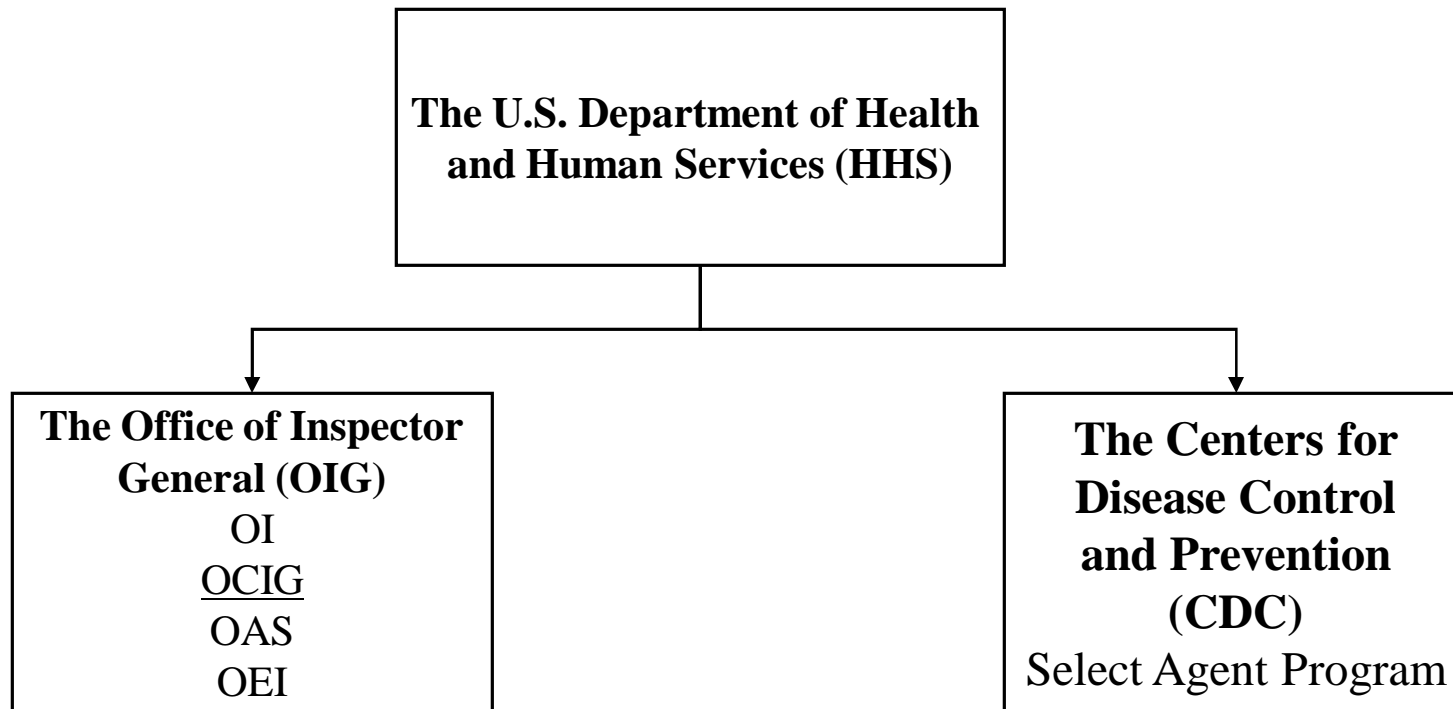 The U.S. Department of Health
and Human Services (HHS)
The Office of Inspector
General (OIG)
OI
OCIG
OAS
OEI
The Centers for
Disease Control
and Prevention
(CDC)
Select Agent Program